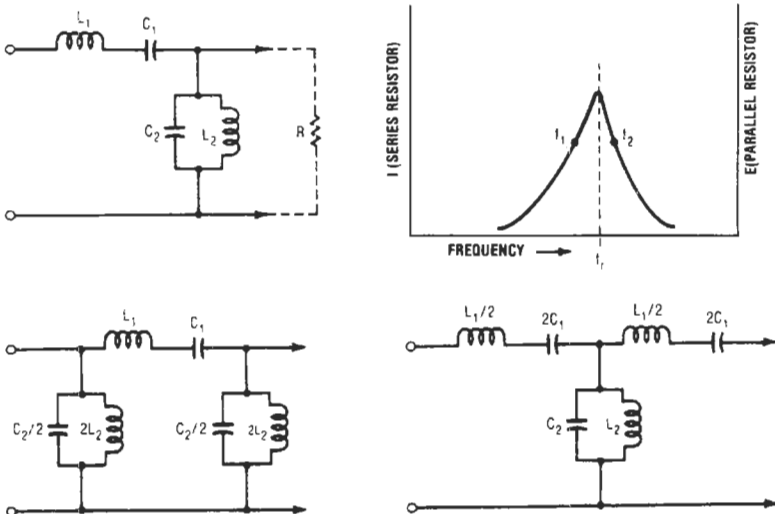 L₁
C₁
C₂
L₂
R
I (SERIES RESISTOR)
f₁
f₂
E(PARALLEL RESISTOR)
FREQUENCY
fᵣ
L₁
C₁
C₂/2
2L₂
C₂/2
2L₂
L₁/2
2C₁
L₁/2
2C₁
C₂
L₂